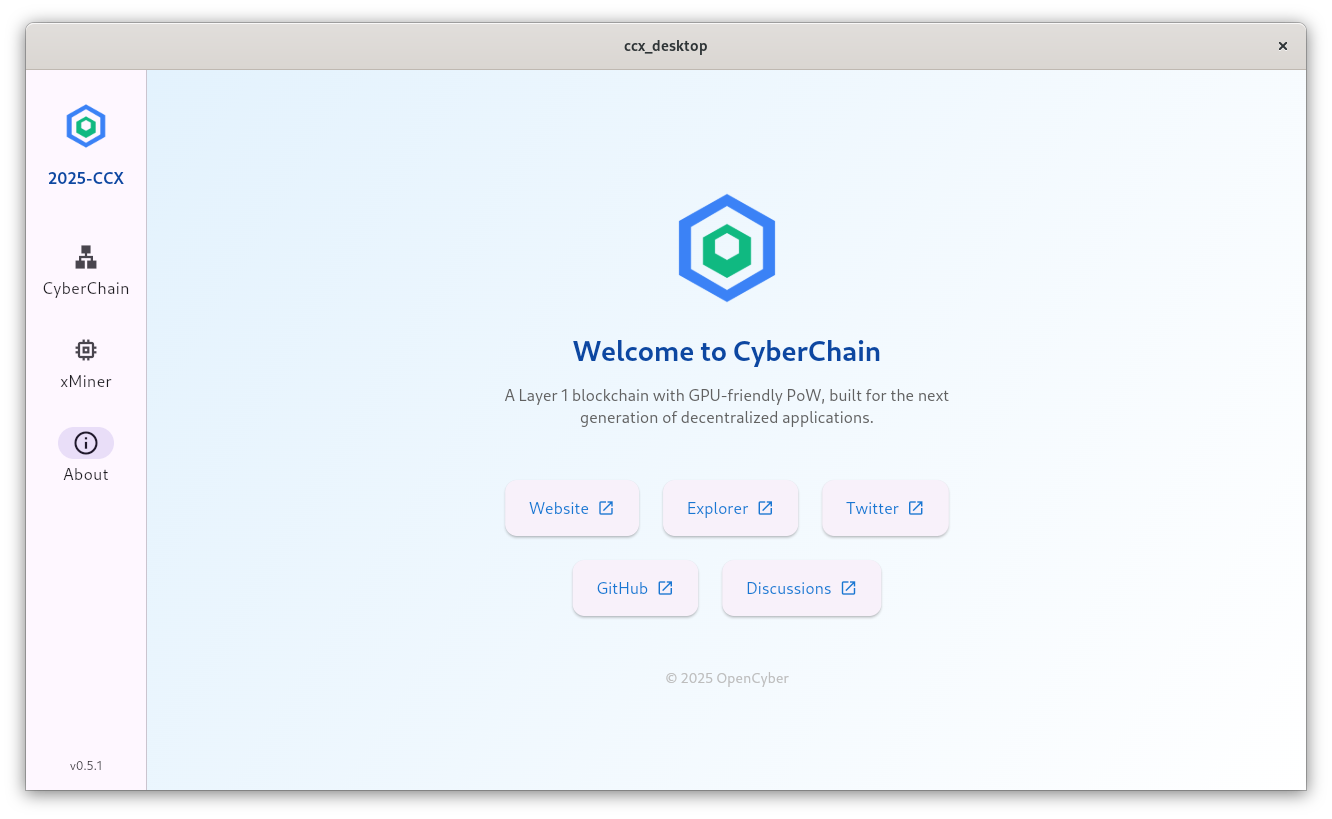 ccx_desktop
2025-CCX
CyberChain
xMiner
About
v0.5.1
Welcome to CyberChain
A Layer 1 blockchain with GPU-friendly PoW, built for the next
generation of decentralized applications.
Website
Explorer
Twitter
GitHub
Discussions
© 2025 OpenCyber